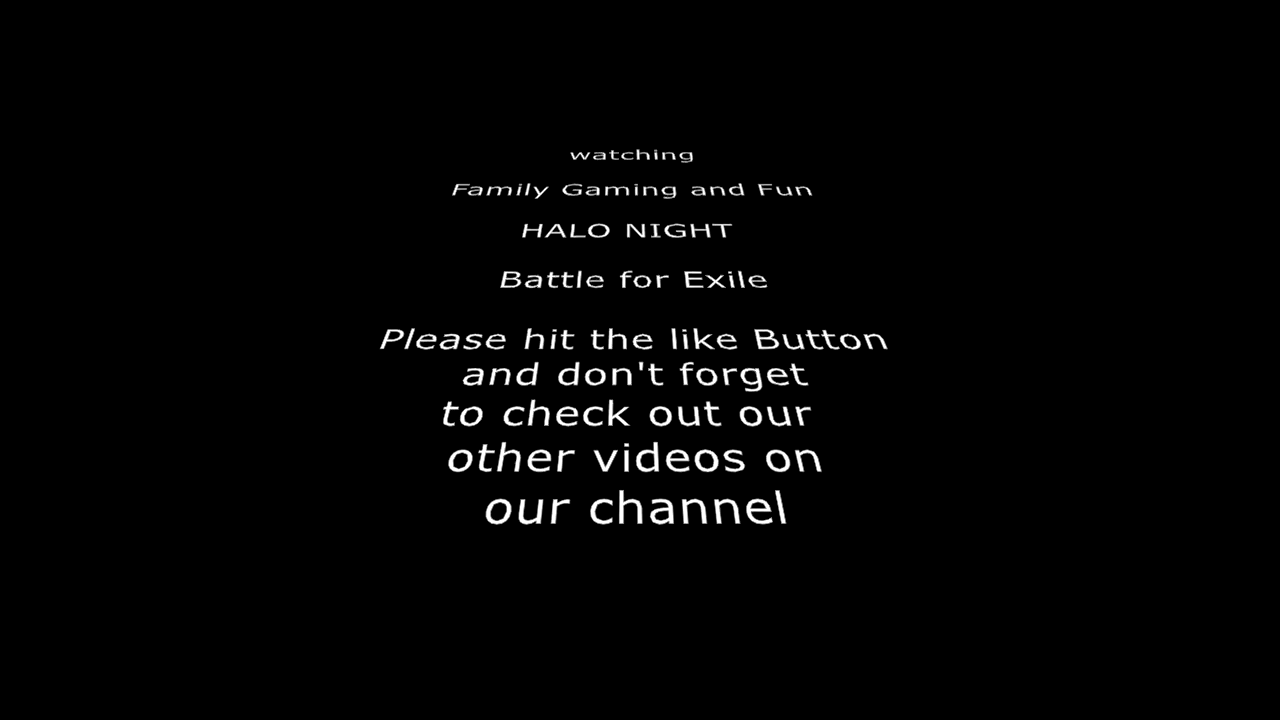 watching
Family Gaming and Fun
HALO NIGHT
Battle for Exile
Please hit the like Button
and don't forget
to check out our
other videos on
our channel